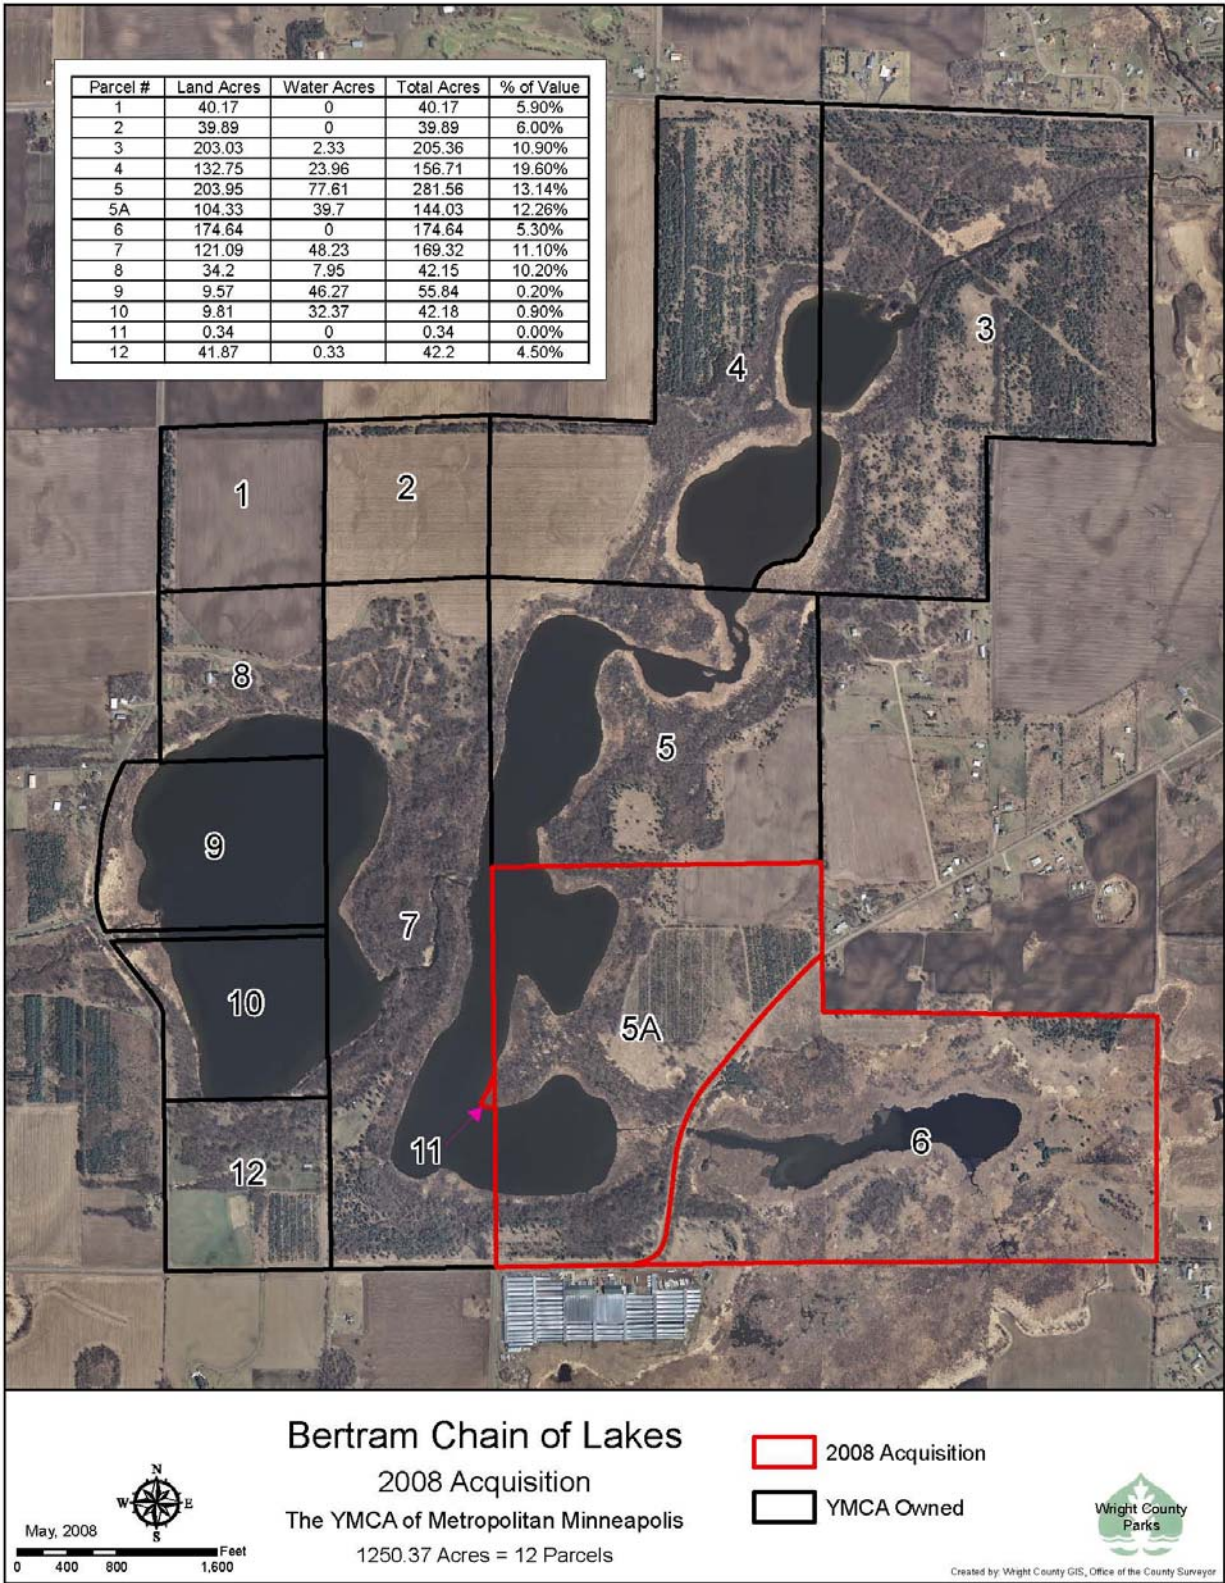 Parcel # Land Acres Water Acres Total Acres % of Value
1 40.17 0 40.17 5.90%
2 39.89 0 39.89 6.00%
3 203.03 2.33 205.36 10.90%
4 132.75 23.96 156.71 19.60%
5 203.95 77.61 281.56 13.14%
5A 104.33 39.7 144.03 12.26%
6 174.64 0 174.64 5.30%
7 121.09 48.23 169.32 11.10%
8 34.2 7.95 42.15 10.20%
9 9.57 46.27 55.84 0.20%
10 9.81 32.37 42.18 0.90%
11 0.34 0 0.34 0.00%
12 41.87 0.33 42.2 4.50%
3
4
1
2
8
5
9
7
10
5A
11
6
12
Bertram Chain of Lakes
2008 Acquisition
The YMCA of Metropolitan Minneapolis
1250.37 Acres = 12 Parcels
N
W E
S
May, 2008
Feet
0 400 800 1,600
2008 Acquisition
YMCA Owned
Wright County
Parks
Created by: Wright County GIS, Office of the County Surveyor